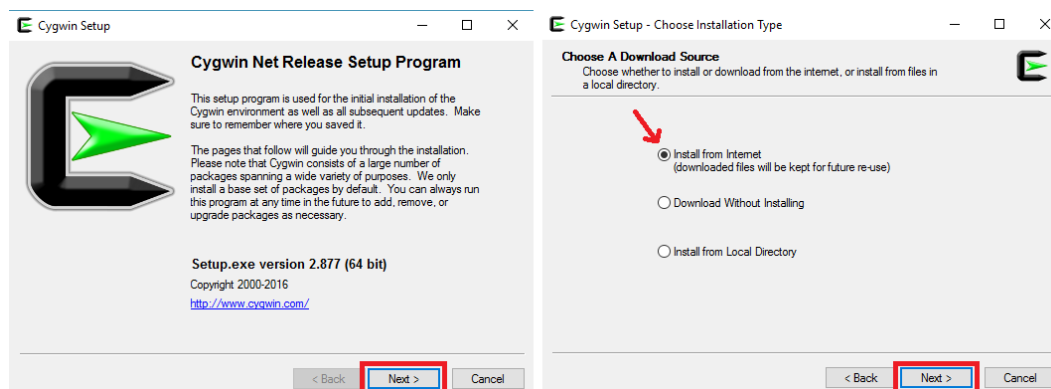 Cygwin Setup
Cygwin Net Release Setup Program
This setup program is used for the initial installation of the
Cygwin environment as well as all subsequent updates. Make
sure to remember where you saved it.
The pages that follow will guide you through the installation.
Please note that Cygwin consists of a large number of
packages spanning a wide variety of purposes. We only
install a base set of packages by default. You can always run
this program at any time in the future to add, remove, or
upgrade packages as necessary.
Setup.exe version 2.877 (64 bit)
Copyright 2000-2016
http://www.cygwin.com/
< Back Next > Cancel
Cygwin Setup - Choose Installation Type
Choose A Download Source
Choose whether to install or download from the internet, or install from files in
a local directory.
Install from Internet
(downloaded files will be kept for future re-use)
Download Without Installing
Install from Local Directory
< Back Next > Cancel